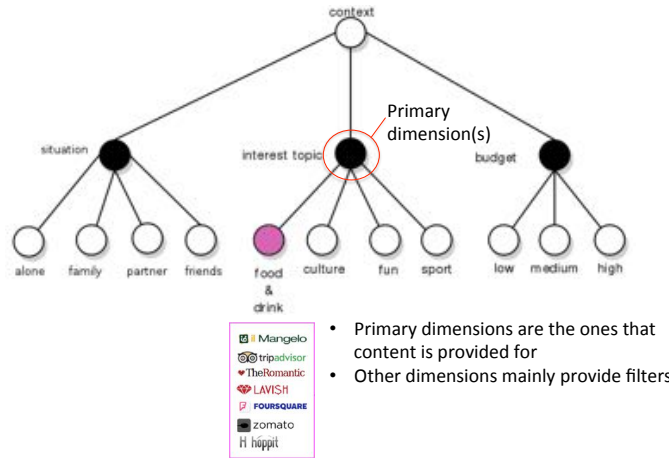 context
Primary
dimension(s)
situation
interest topic
budget
alone
family
partner
friends
food
&
drink
culture
fun
sport
low
medium
high
il Mangelo
tripadvisor
TheRomantic
LAVISH
FOURSQUARE
zomato
H hoppit
• Primary dimensions are the ones that
content is provided for
• Other dimensions mainly provide filters